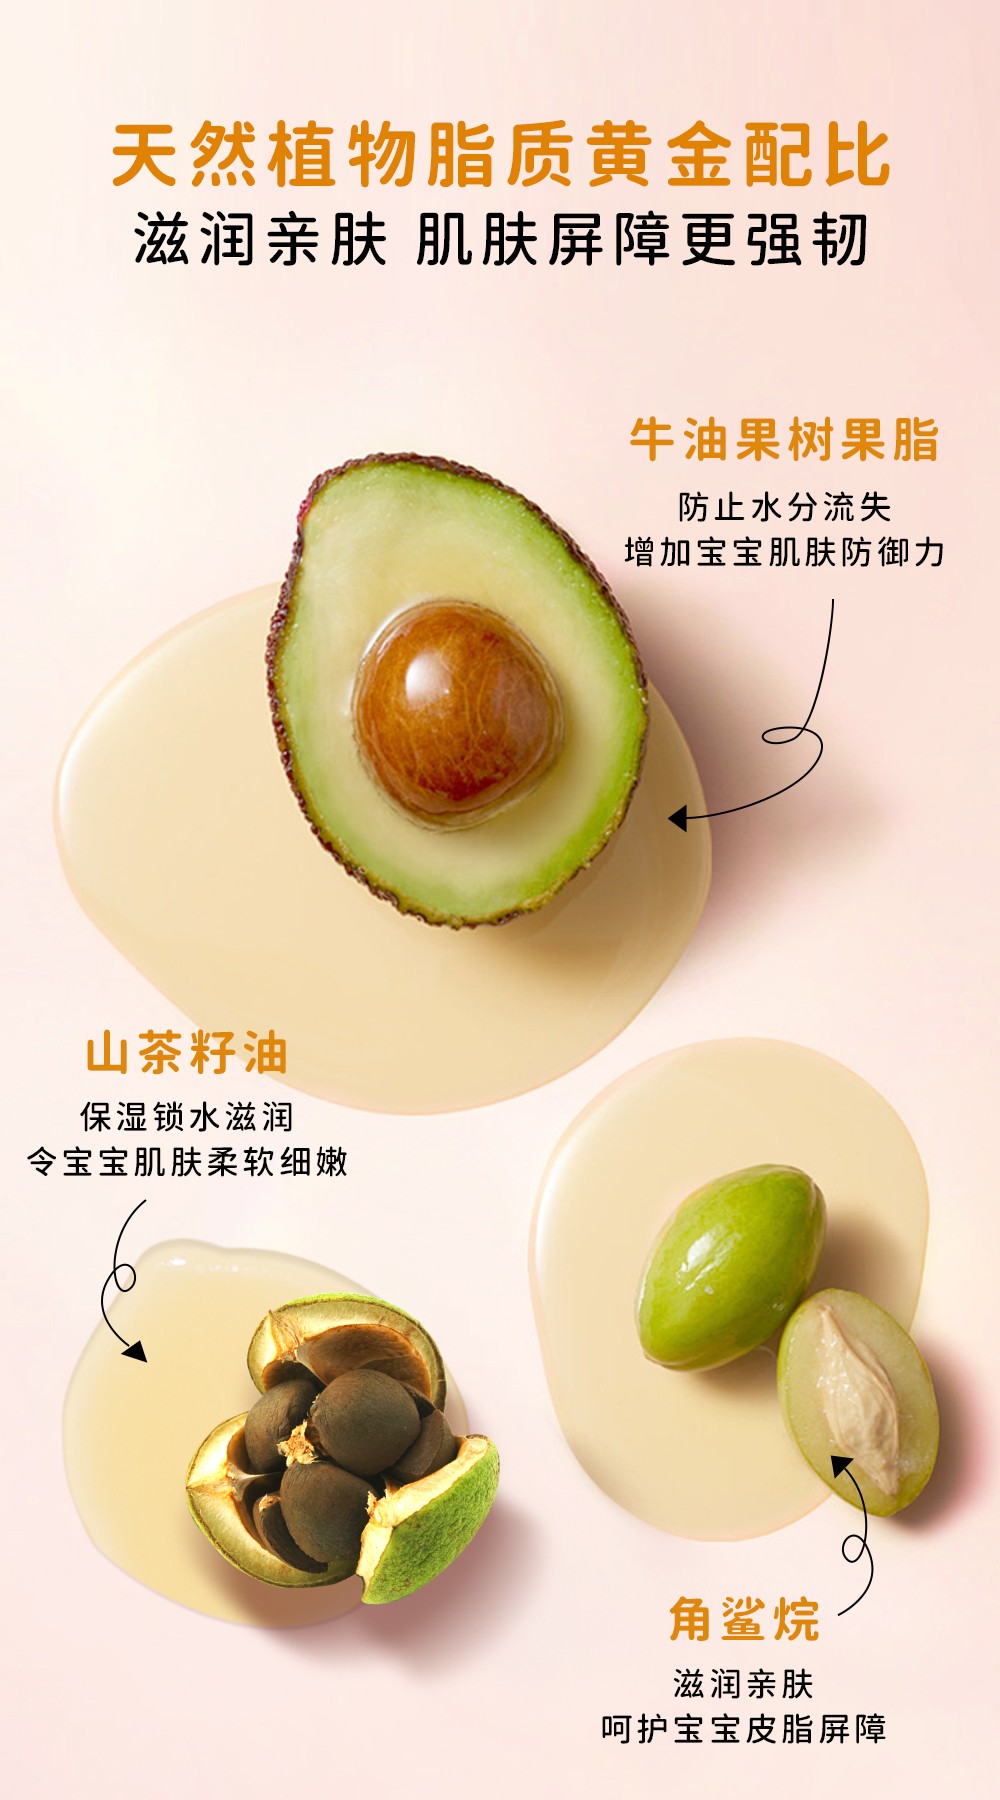 天然植物脂质黄金配比
滋润亲肤 肌肤屏障更强韧
牛油果树果脂
防止水分流失
增加宝宝肌肤防御力
山茶籽油
保湿锁水滋润
令宝宝肌肤柔软细嫩
角鲨烷
滋润亲肤
呵护宝宝皮脂屏障